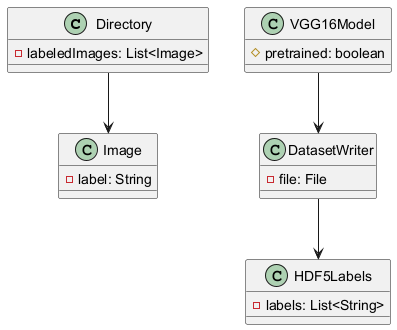 C Directory
labeledImages: List<Image>
C VGG16Model
pretrained: boolean
C Image
label: String
C DatasetWriter
file: File
C HDF5Labels
labels: List<String>